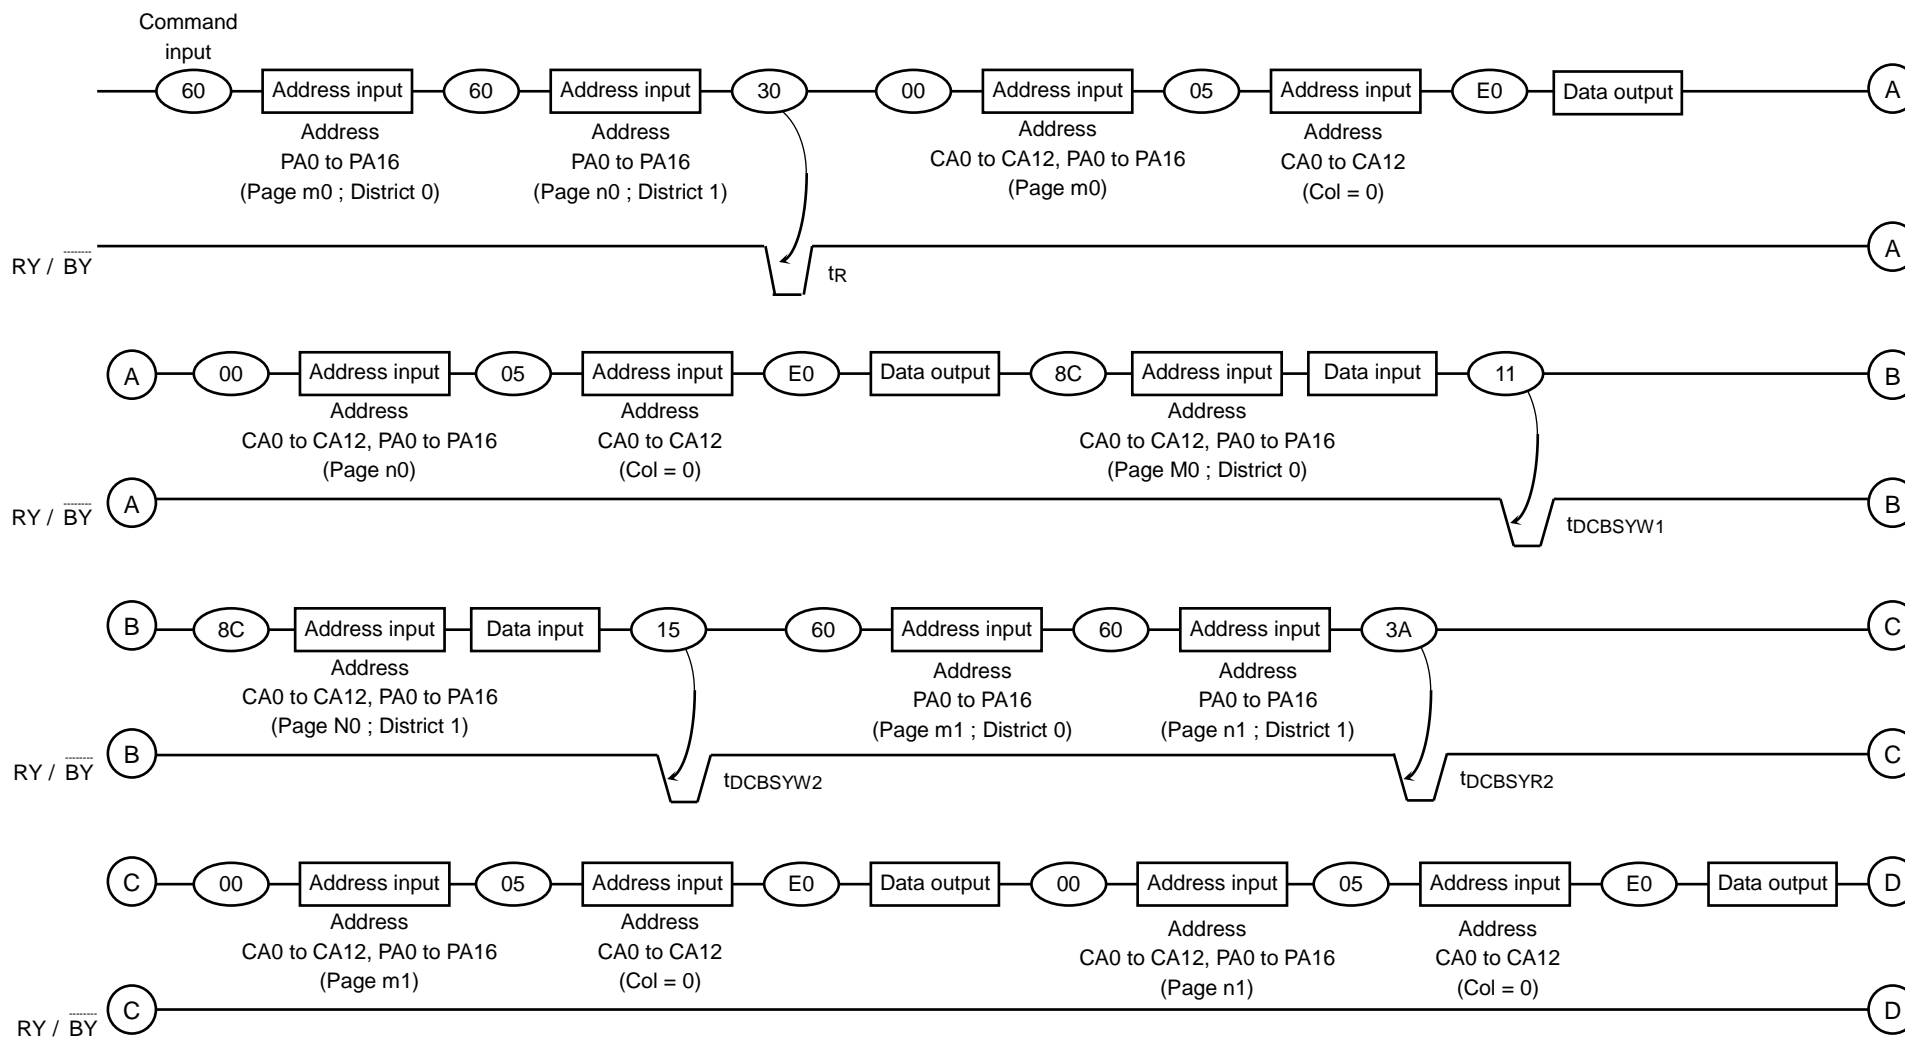 Command
input
60 Address input 60 Address input 30 00 Address input 05 Address input E0 Data output A
Address
PA0 to PA16
(Page m0 ; District 0)
Address
PA0 to PA16
(Page n0 ; District 1)
Address
CA0 to CA12, PA0 to PA16
(Page m0)
Address
CA0 to CA12
(Col = 0)
RY / BY A
tR
A 00 Address input 05 Address input E0 Data output 8C Address input Data input 11 B
Address
CA0 to CA12, PA0 to PA16
(Page n0)
Address
CA0 to CA12
(Col = 0)
Address
CA0 to CA12, PA0 to PA16
(Page M0 ; District 0)
RY / BY A B
tDCBSYW1
B 8C Address input Data input 15 60 Address input 60 Address input 3A C
Address
CA0 to CA12, PA0 to PA16
(Page N0 ; District 1)
Address
PA0 to PA16
(Page m1 ; District 0)
Address
PA0 to PA16
(Page n1 ; District 1)
RY / BY B C
tDCBSYW2
tDCBSYR2
C 00 Address input 05 Address input E0 Data output 00 Address input 05 Address input E0 Data output D
Address
CA0 to CA12, PA0 to PA16
(Page m1)
Address
CA0 to CA12
(Col = 0)
Address
CA0 to CA12, PA0 to PA16
(Page n1)
Address
CA0 to CA12
(Col = 0)
RY / BY C D